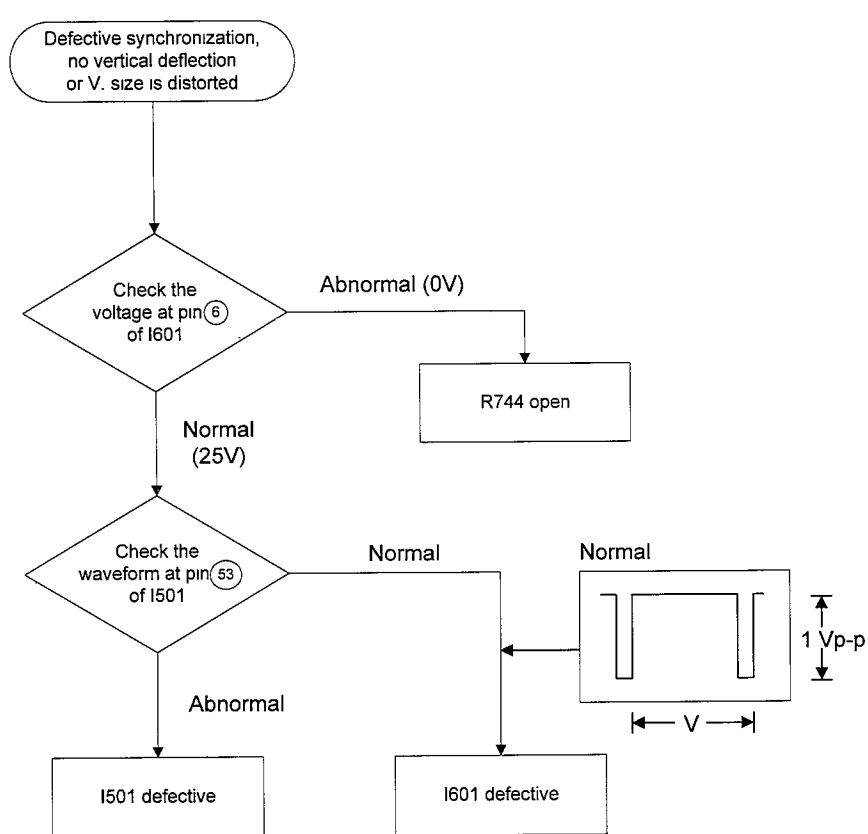 Defective synchronization,
no vertical deflection
or V. size is distorted
Check the
voltage at pin 6
of I601
Abnormal (0V)
R744 open
Normal
(25V)
Check the
waveform at pin 53
of I501
Normal
Normal
1 Vp-p
V
Abnormal
I501 defective
I601 defective